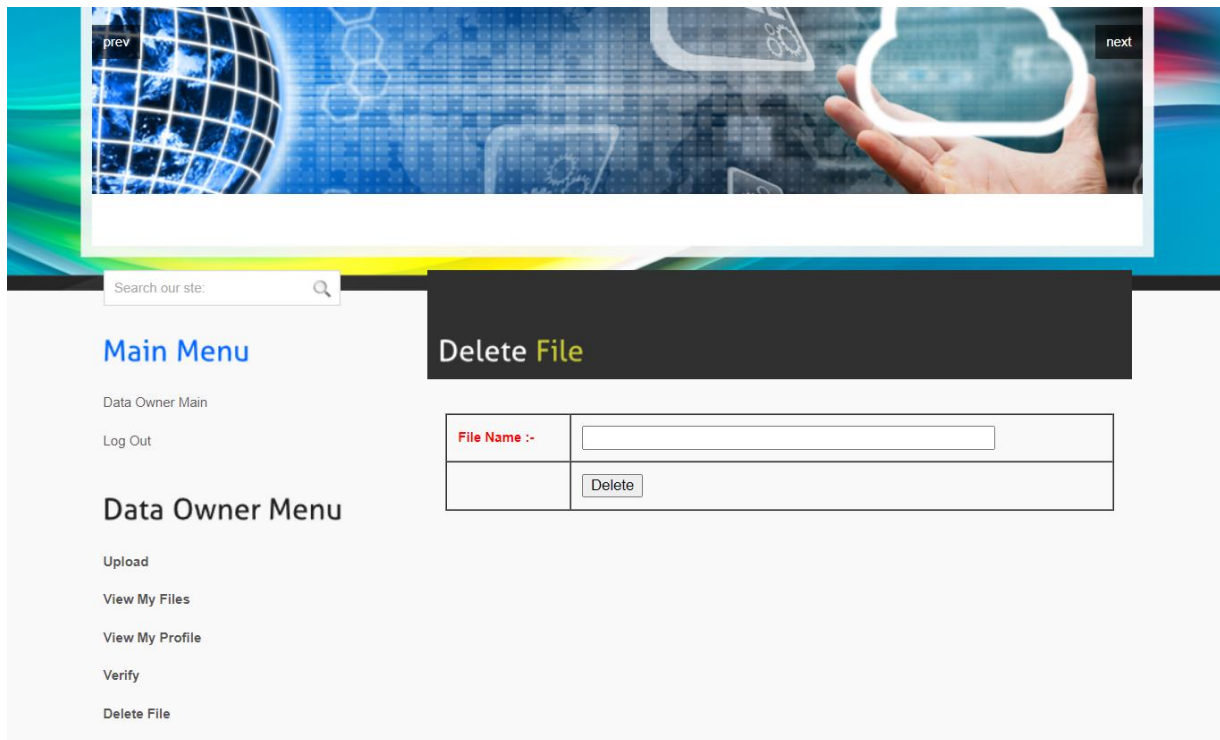 prev
next
Search our ste:
Main Menu
Data Owner Main
Log Out
Data Owner Menu
Upload
View My Files
View My Profile
Verify
Delete File
Delete File
File Name :-
Delete